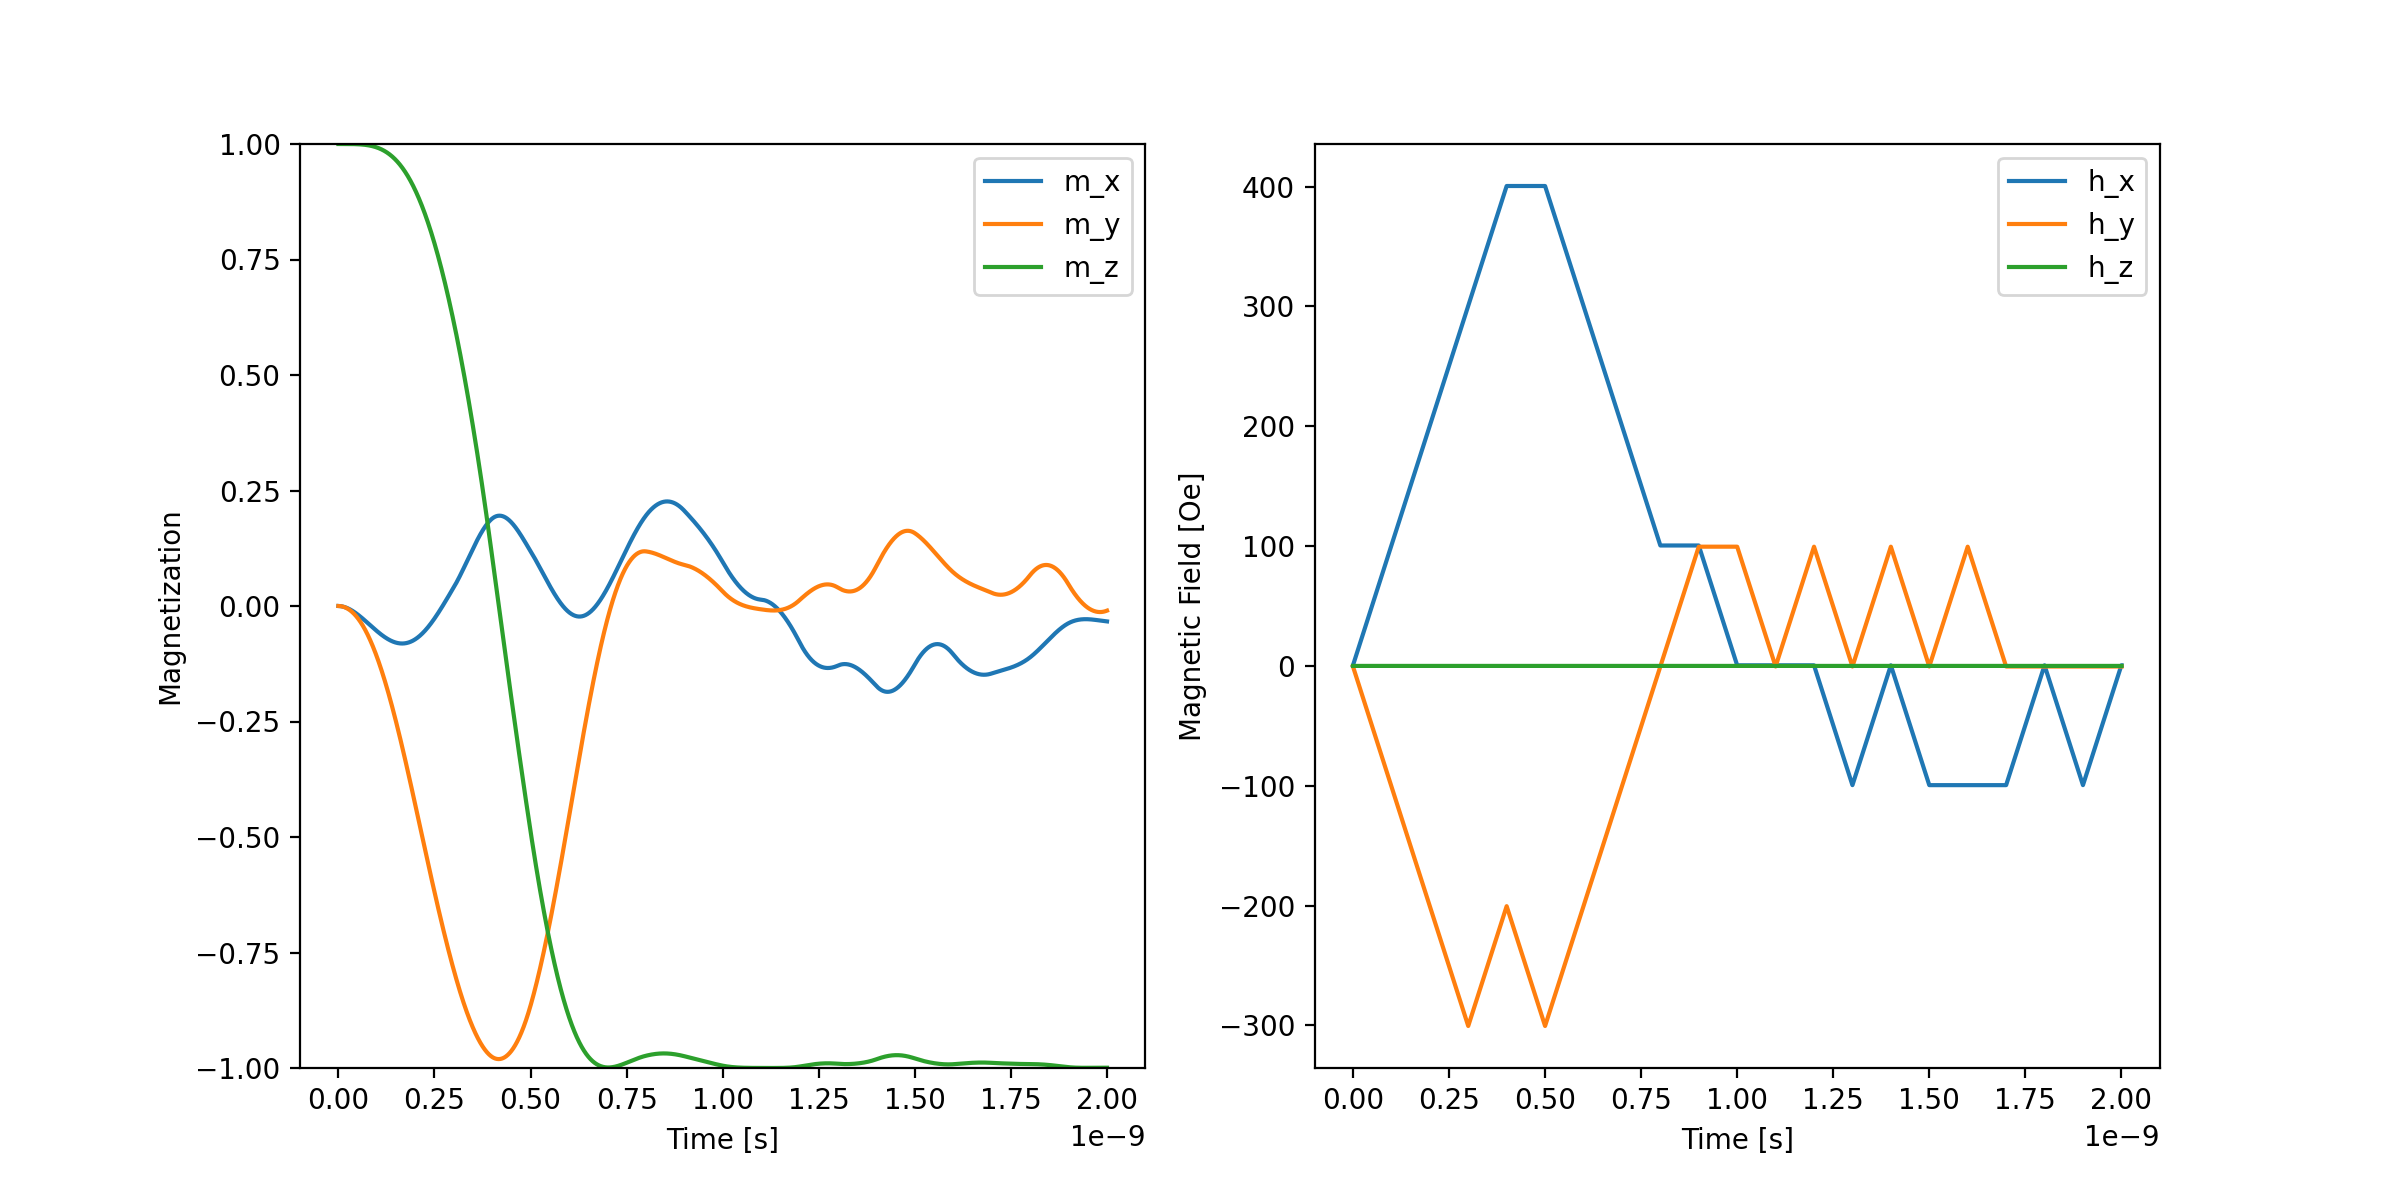 1.00
0.75
0.50
0.25
0.00
−0.25
−0.50
−0.75
−1.00
Magnetization
m_x
m_y
m_z
0.00 0.25 0.50 0.75 1.00 1.25 1.50 1.75 2.00
Time [s]
1e−9
400
300
200
100
0
−100
−200
−300
Magnetic Field [Oe]
h_x
h_y
h_z
0.00 0.25 0.50 0.75 1.00 1.25 1.50 1.75 2.00
Time [s]
1e−9